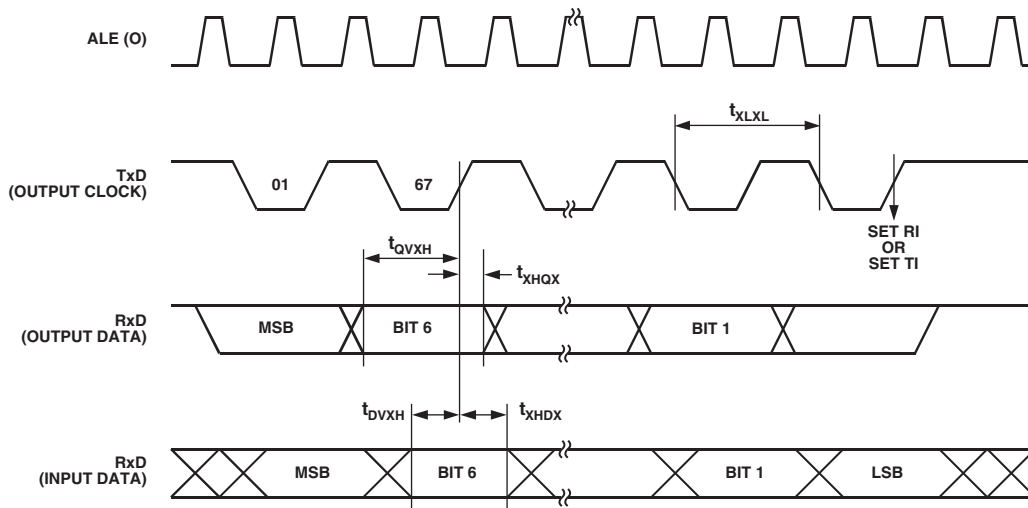 ALE (O)
tXLXL
TxD
(OUTPUT CLOCK)
01
67
SET RI
OR
SET TI
tQVXH
tXHQX
RxD
(OUTPUT DATA)
MSB
BIT 6
BIT 1
tDVXH
tXHDX
RxD
(INPUT DATA)
MSB
BIT 6
BIT 1
LSB